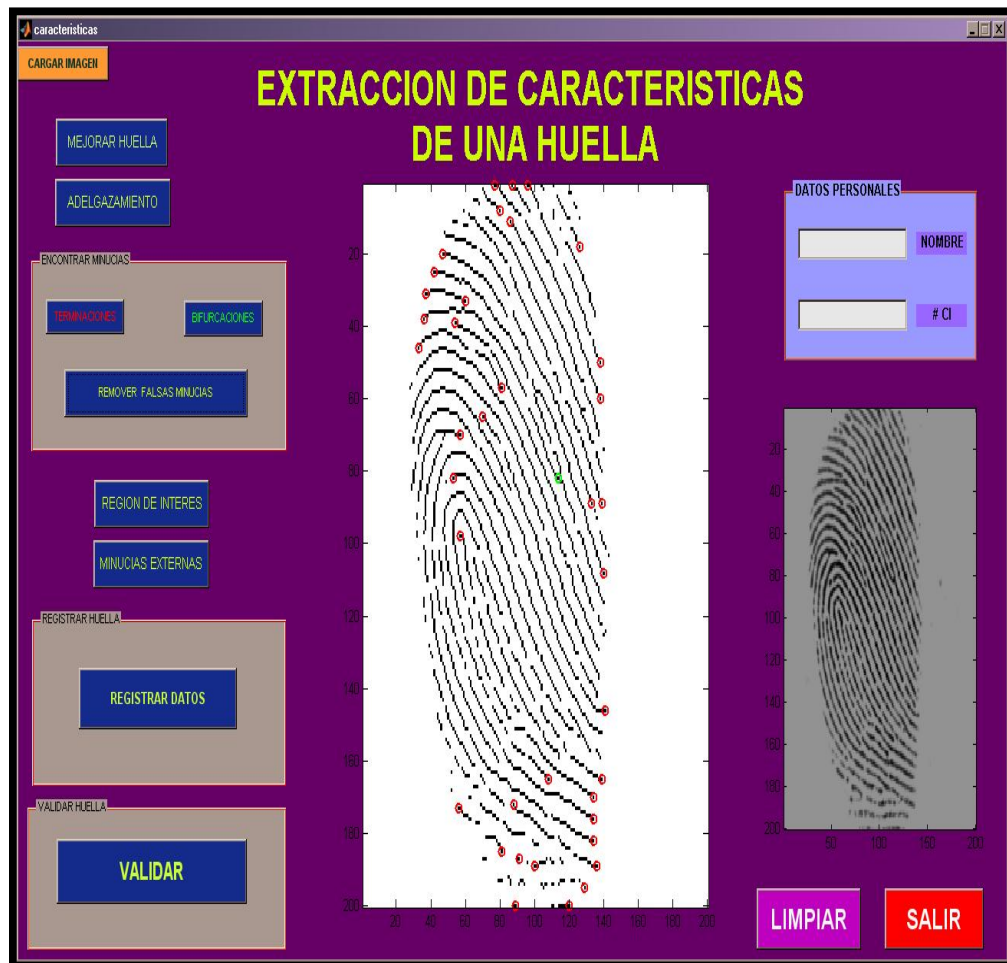 caracteristicas
CARGAR IMAGEN
EXTRACCION DE CARACTERISTICAS
DE UNA HUELLA
MEJORAR HUELLA
ADELGAZAMIENTO
ENCONTRAR MINUCIAS
TERMINACIONES
BIFURCACIONES
REMOVER FALSAS MINUCIAS
REGION DE INTERES
MINUCIAS EXTERNAS
REGISTRAR HUELLA
REGISTRAR DATOS
VALIDAR HUELLA
VALIDAR
20
40
60
80
100
120
140
160
180
200
20 40 60 80 100 120 140 160 180 200
DATOS PERSONALES
NOMBRE
# CI
20
40
60
80
100
120
140
160
180
200
50 100 150 200
LIMPIAR
SALIR